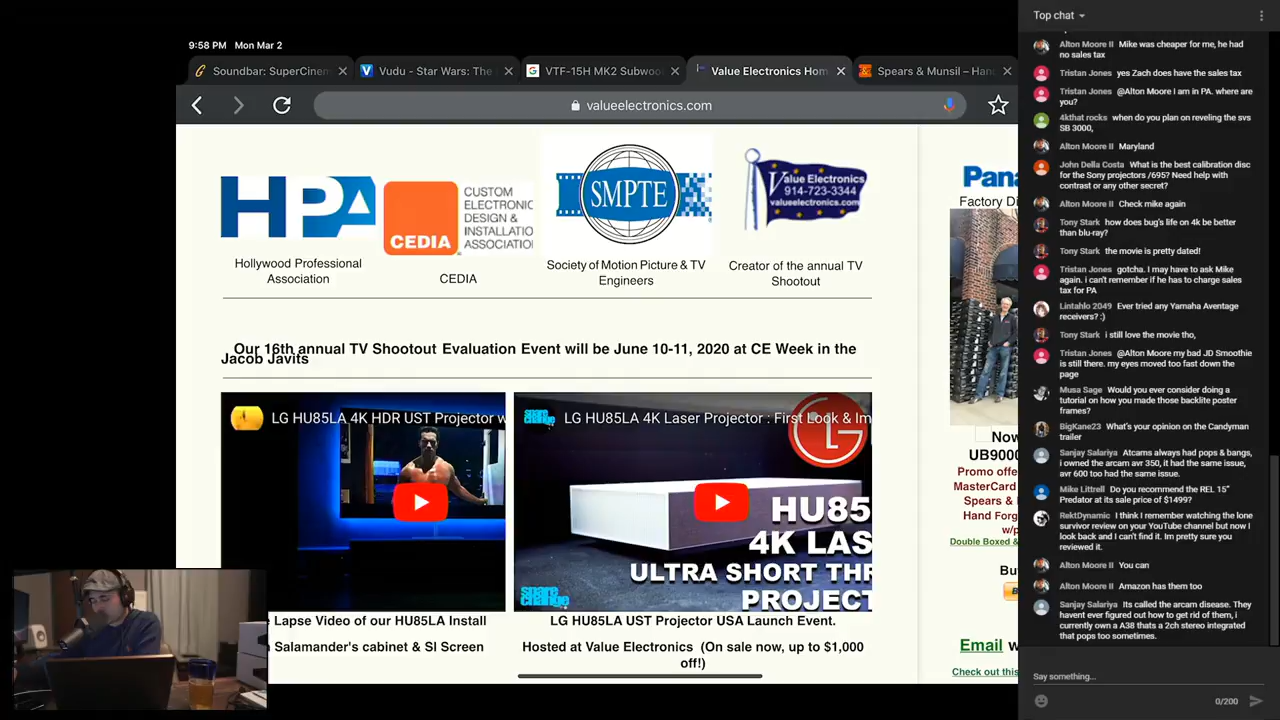 9:58 PM Mon Mar 2
Soundbar: SuperCinem
Vudu - Star Wars: The
VTF-15H MK2 Subwoo
Value Electronics Hom
Spears & Munsil – Han
valueelectronics.com
HPA
CEDIA
CUSTOM
ELECTRONIC
DESIGN &
INSTALLATIO
ASSOCIATIO
SMPTE
Value Electronics
914-723-3344
valueelectronics.com
Hollywood Professional
Association
CEDIA
Society of Motion Picture & TV
Engineers
Creator of the annual TV
Shootout
Our 16th annual TV Shootout Evaluation Event will be June 10-11, 2020 at CE Week in the
Jacob Javits
LG HU85LA 4K HDR UST Projector w
LG HU85LA 4K Laser Projector : First Look & Im
LG
HU85
4K LAS
ULTRA SHORT THR
PROJECT
spare
change
Lapse Video of our HU85LA Install
Salamander's cabinet & SI Screen
LG HU85LA UST Projector USA Launch Event.
Hosted at Value Electronics (On sale now, up to $1,000
off!)
Pana
Factory Di
Now
UB9000
Promo offe
MasterCard
Spears &
Hand Forg
w/p
Double Boxed &
Bu
Email w
Check out this
Top chat
Alton Moore II Mike was cheaper for me, he had
no sales tax
Tristan Jones yes Zach does have the sales tax
Tristan Jones @Alton Moore I am in PA. where are
you?
4kthat rocks when do you plan on reveling the svs
SB 3000,
Alton Moore II Maryland
John Della Costa What is the best calibration disc
for the Sony projectors /695? Need help with
contrast or any other secret?
Alton Moore II Check mike again
Tony Stark how does bug's life on 4k be better
than blu-ray?
Tony Stark the movie is pretty dated!
Tristan Jones gotcha. I may have to ask Mike
again. i can't remember if he has to charge sales
tax for PA
Lintahlo 2049 Ever tried any Yamaha Aventage
receivers? :)
Tony Stark i still love the movie tho,
Tristan Jones @Alton Moore my bad JD Smoothie
is still there. my eyes moved too fast down the
page
Musa Sage Would you ever consider doing a
tutorial on how you made those backlite poster
frames?
BigKane23 What's your opinion on the Candyman
trailer
Sanjay Salariya Atcams always had pops & bangs,
i owned the arcam avr 350, it had the same issue,
avr 600 too had the same issue.
Mike Littrell Do you recommend the REL 15"
Predator at its sale price of $1499?
RektDynamic I think I remember watching the lone
survivor review on your YouTube channel but now I
look back and I can't find it. Im pretty sure you
reviewed it.
Alton Moore II You can
Alton Moore II Amazon has them too
Sanjay Salariya Its called the arcam disease. They
havent ever figured out how to get rid of them, i
currently own a A38 thats a 2ch stereo integrated
that pops too sometimes.
Say something...
0/200